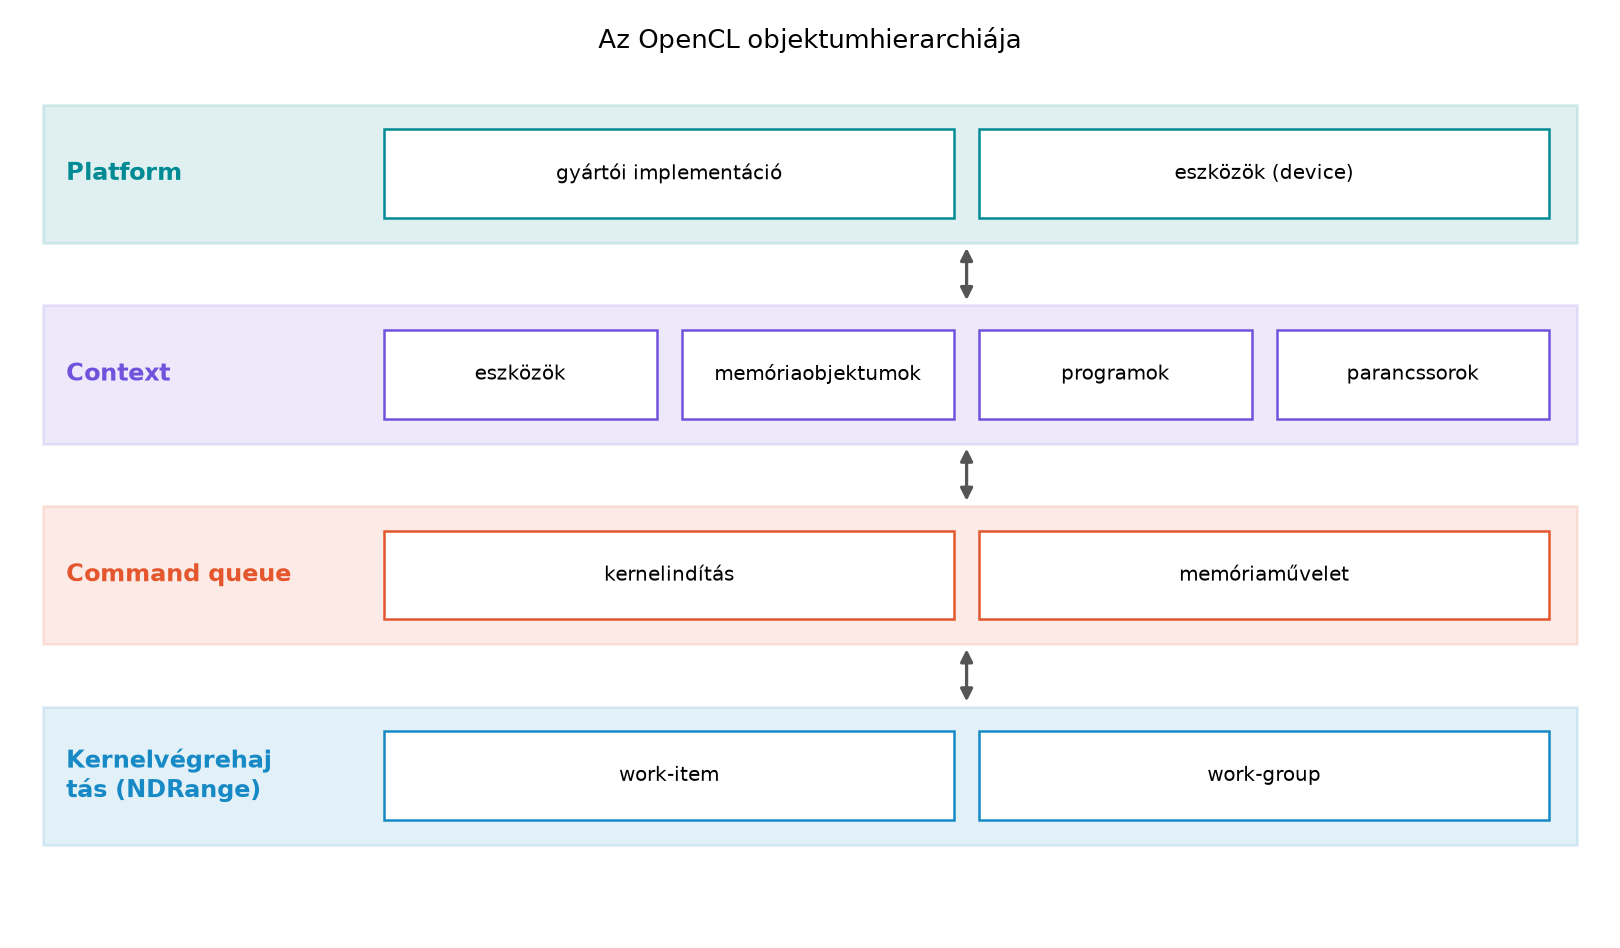 Az OpenCL objektumhierarchiája
Platform
gyártói implementáció
eszközök (device)
Context
eszközök
memóriaobjektumok
programok
parancssorok
Command queue
kernelindítás
memóriaművelet
Kernelvégrehaj
tás (NDRange)
work-item
work-group